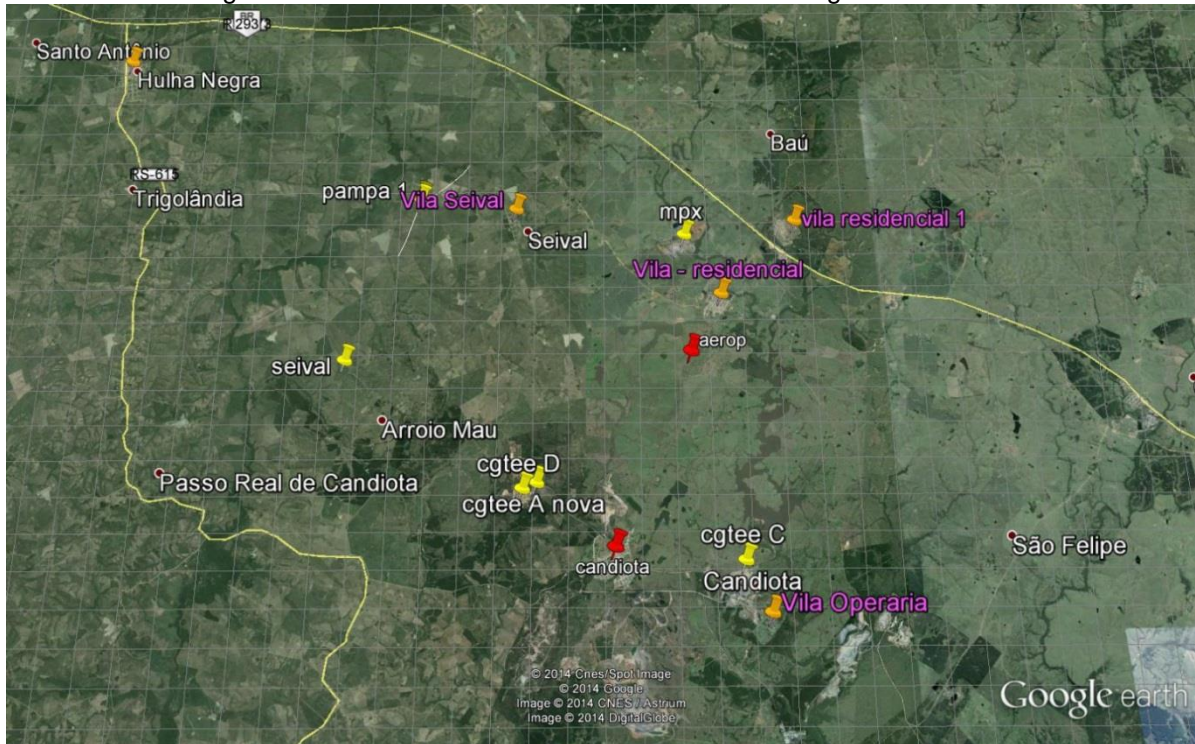 BR
293
Santo Antônio
Hulha Negra
Baú
RS-615
Trigolândia
pampa 1
Vila Seival
mpx
vila residencial 1
Seival
Vila - residencial
aerop
seival
Arroio Mau
cgtee D
Passo Real de Candiota
cgtee A nova
cgtee C
candiota
São Felipe
Candiota
Vila Operária
© 2014 Cnes/Spot Image
© 2014 Google
Image © 2014 CNES / Astrium
Image © 2014 DigitalGlobe
Google earth